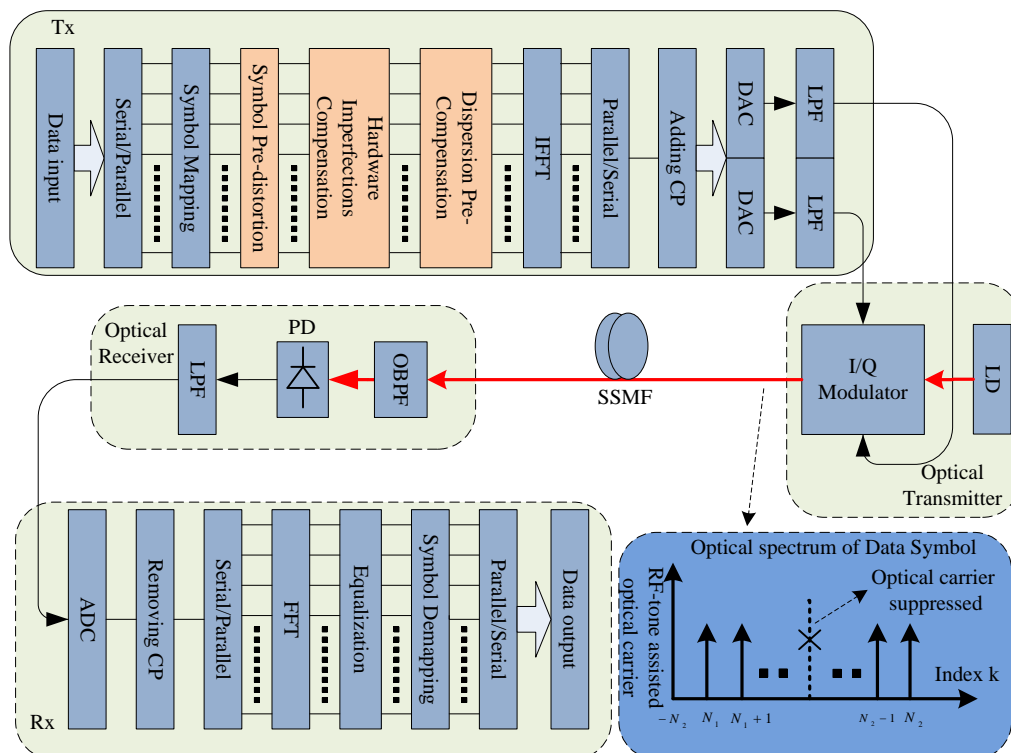 Tx
Data input
Serial/Parallel
Symbol Mapping
Symbol Pre-distortion
Hardware
Imperfections
Compensation
Dispersion Pre-
Compensation
IFFT
Parallel/Serial
Adding CP
DAC
DAC
LPF
LPF
Optical
Receiver
LPF
PD
OBPF
SSMF
I/Q
Modulator
LD
Optical
Transmitter
ADC
Removing CP
Serial/Parallel
FFT
Equalization
Symbol Demapping
Parallel/Serial
Data output
Rx
Optical spectrum of Data Symbol
RF-tone assisted
optical carrier
Optical carrier
suppressed
Index k
−N₂ N₁ N₁+1 N₂−1 N₂